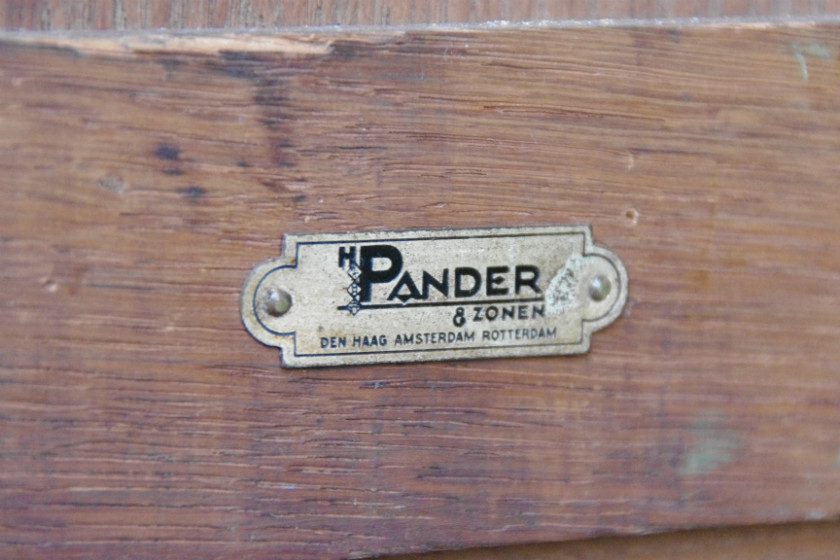 H PANDER
& ZONEN
DEN HAAG AMSTERDAM ROTTERDAM